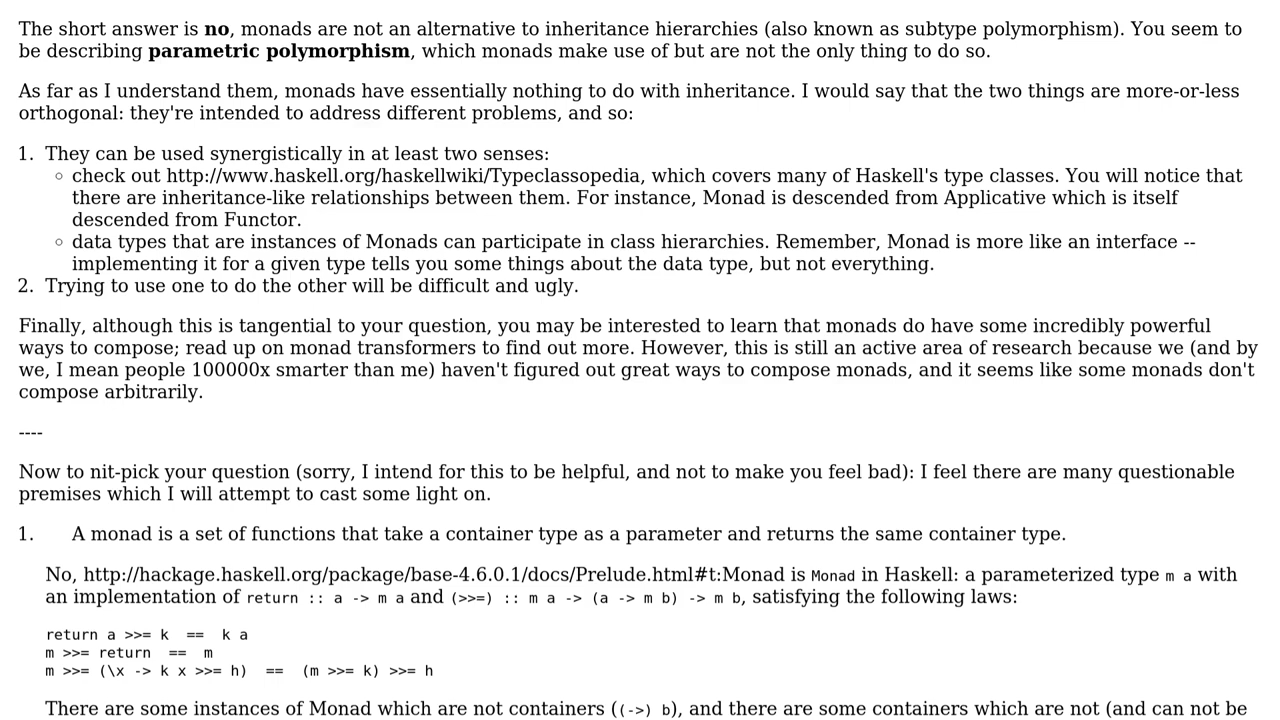 The short answer is no, monads are not an alternative to inheritance hierarchies (also known as subtype polymorphism). You seem to
be describing parametric polymorphism, which monads make use of but are not the only thing to do so.
As far as I understand them, monads have essentially nothing to do with inheritance. I would say that the two things are more-or-less
orthogonal: they're intended to address different problems, and so:
1. They can be used synergistically in at least two senses:
◦ check out http://www.haskell.org/haskellwiki/Typeclassopedia, which covers many of Haskell's type classes. You will notice that
there are inheritance-like relationships between them. For instance, Monad is descended from Applicative which is itself
descended from Functor.
◦ data types that are instances of Monads can participate in class hierarchies. Remember, Monad is more like an interface --
implementing it for a given type tells you some things about the data type, but not everything.
2. Trying to use one to do the other will be difficult and ugly.
Finally, although this is tangential to your question, you may be interested to learn that monads do have some incredibly powerful
ways to compose; read up on monad transformers to find out more. However, this is still an active area of research because we (and by
we, I mean people 100000x smarter than me) haven't figured out great ways to compose monads, and it seems like some monads don't
compose arbitrarily.
----
Now to nit-pick your question (sorry, I intend for this to be helpful, and not to make you feel bad): I feel there are many questionable
premises which I will attempt to cast some light on.
1. A monad is a set of functions that take a container type as a parameter and returns the same container type.
No, http://hackage.haskell.org/package/base-4.6.0.1/docs/Prelude.html#t:Monad is Monad in Haskell: a parameterized type m a with
an implementation of return :: a -> m a and (>>=) :: m a -> (a -> m b) -> m b, satisfying the following laws:
return a >>= k  ==  k a
m >>= return  ==  m
m >>= (\x -> k x >>= h)  ==  (m >>= k) >>= h
There are some instances of Monad which are not containers ((->) b), and there are some containers which are not (and can not be